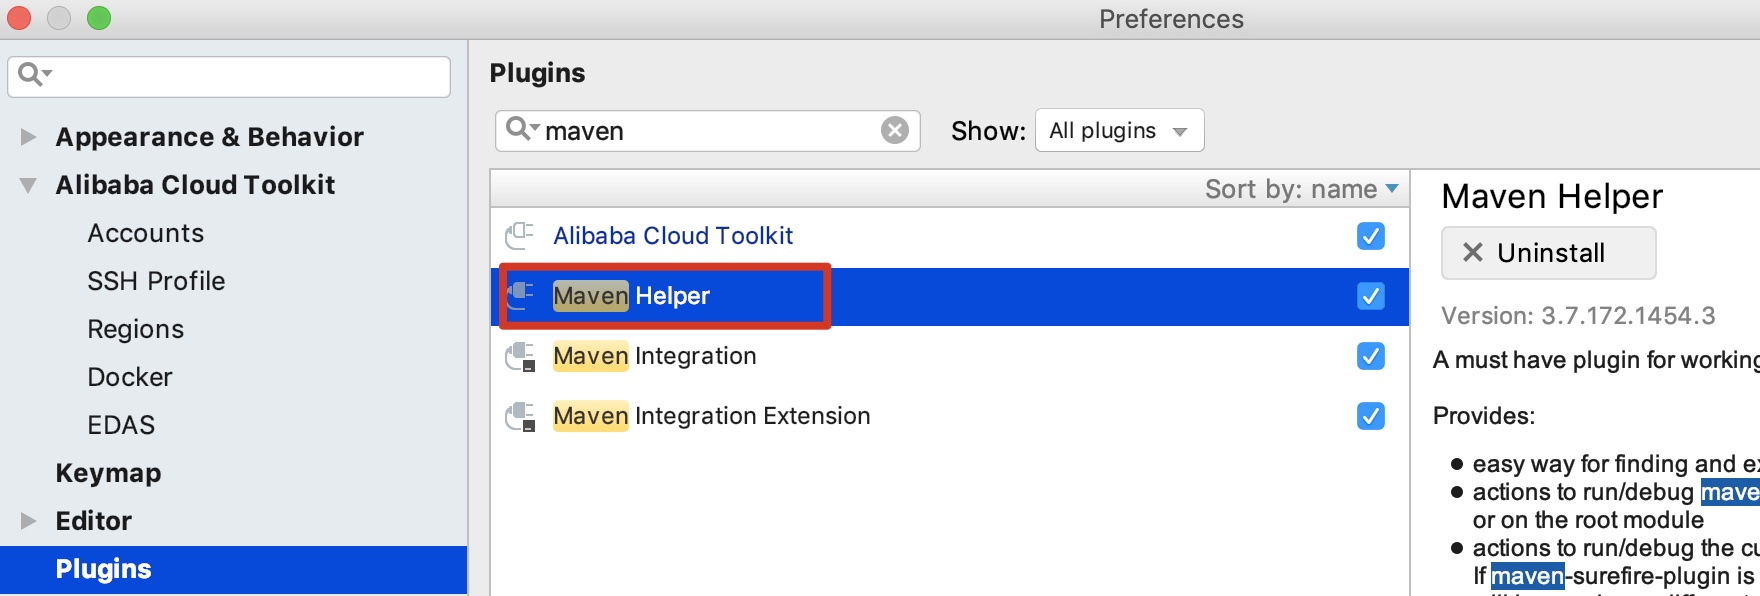 Preferences
Appearance & Behavior
Alibaba Cloud Toolkit
Accounts
SSH Profile
Regions
Docker
EDAS
Keymap
Editor
Plugins
Plugins
maven
Show: All plugins
Sort by: name
Alibaba Cloud Toolkit
Maven Helper
Maven Integration
Maven Integration Extension
Maven Helper
Uninstall
Version: 3.7.172.1454.3
A must have plugin for working
Provides:
easy way for finding and ex
actions to run/debug mave
or on the root module
actions to run/debug the cu
If maven-surefire-plugin is